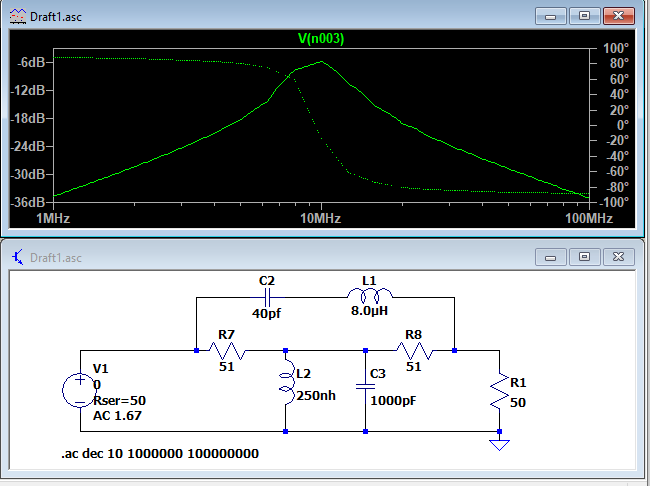 Draft1.asc
V(n003)
-6dB
-12dB
-18dB
-24dB
-30dB
-36dB
100°
80°
60°
40°
20°
0°
-20°
-40°
-60°
-80°
-100°
1MHz
10MHz
100MHz
Draft1.asc
C2
40pf
L1
8.0µH
R7
51
R8
51
V1
0
Rser=50
AC 1.67
L2
250nh
C3
1000pF
R1
50
.ac dec 10 1000000 100000000